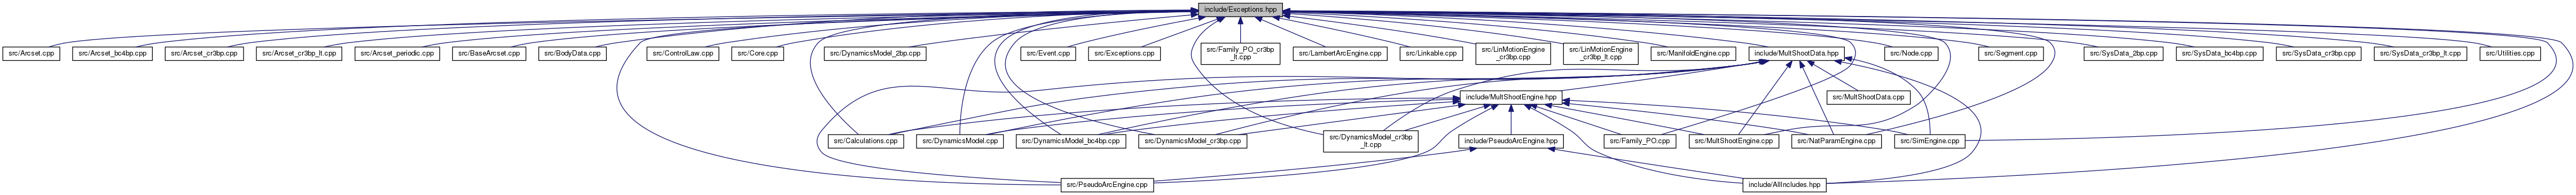 include/Exceptions.hpp
src/Arcset.cpp
src/Arcset_bc4bp.cpp
src/Arcset_cr3bp.cpp
src/Arcset_cr3bp_lt.cpp
src/Arcset_periodic.cpp
src/BaseArcset.cpp
src/BodyData.cpp
src/ControlLaw.cpp
src/Core.cpp
src/DynamicsModel_2bp.cpp
src/Event.cpp
src/Exceptions.cpp
src/Family_PO_cr3bp
_lt.cpp
src/LambertArcEngine.cpp
src/Linkable.cpp
src/LinMotionEngine
_cr3bp.cpp
src/LinMotionEngine
_cr3bp_lt.cpp
src/ManifoldEngine.cpp
include/MultShootData.hpp
src/Node.cpp
src/Segment.cpp
src/SysData_2bp.cpp
src/SysData_bc4bp.cpp
src/SysData_cr3bp.cpp
src/SysData_cr3bp_lt.cpp
src/Utilities.cpp
include/MultShootEngine.hpp
src/MultShootData.cpp
src/Calculations.cpp
src/DynamicsModel.cpp
src/DynamicsModel_bc4bp.cpp
src/DynamicsModel_cr3bp.cpp
src/DynamicsModel_cr3bp
_lt.cpp
include/PseudoArcEngine.hpp
src/Family_PO.cpp
src/MultShootEngine.cpp
src/NatParamEngine.cpp
src/SimEngine.cpp
src/PseudoArcEngine.cpp
include/AllIncludes.hpp